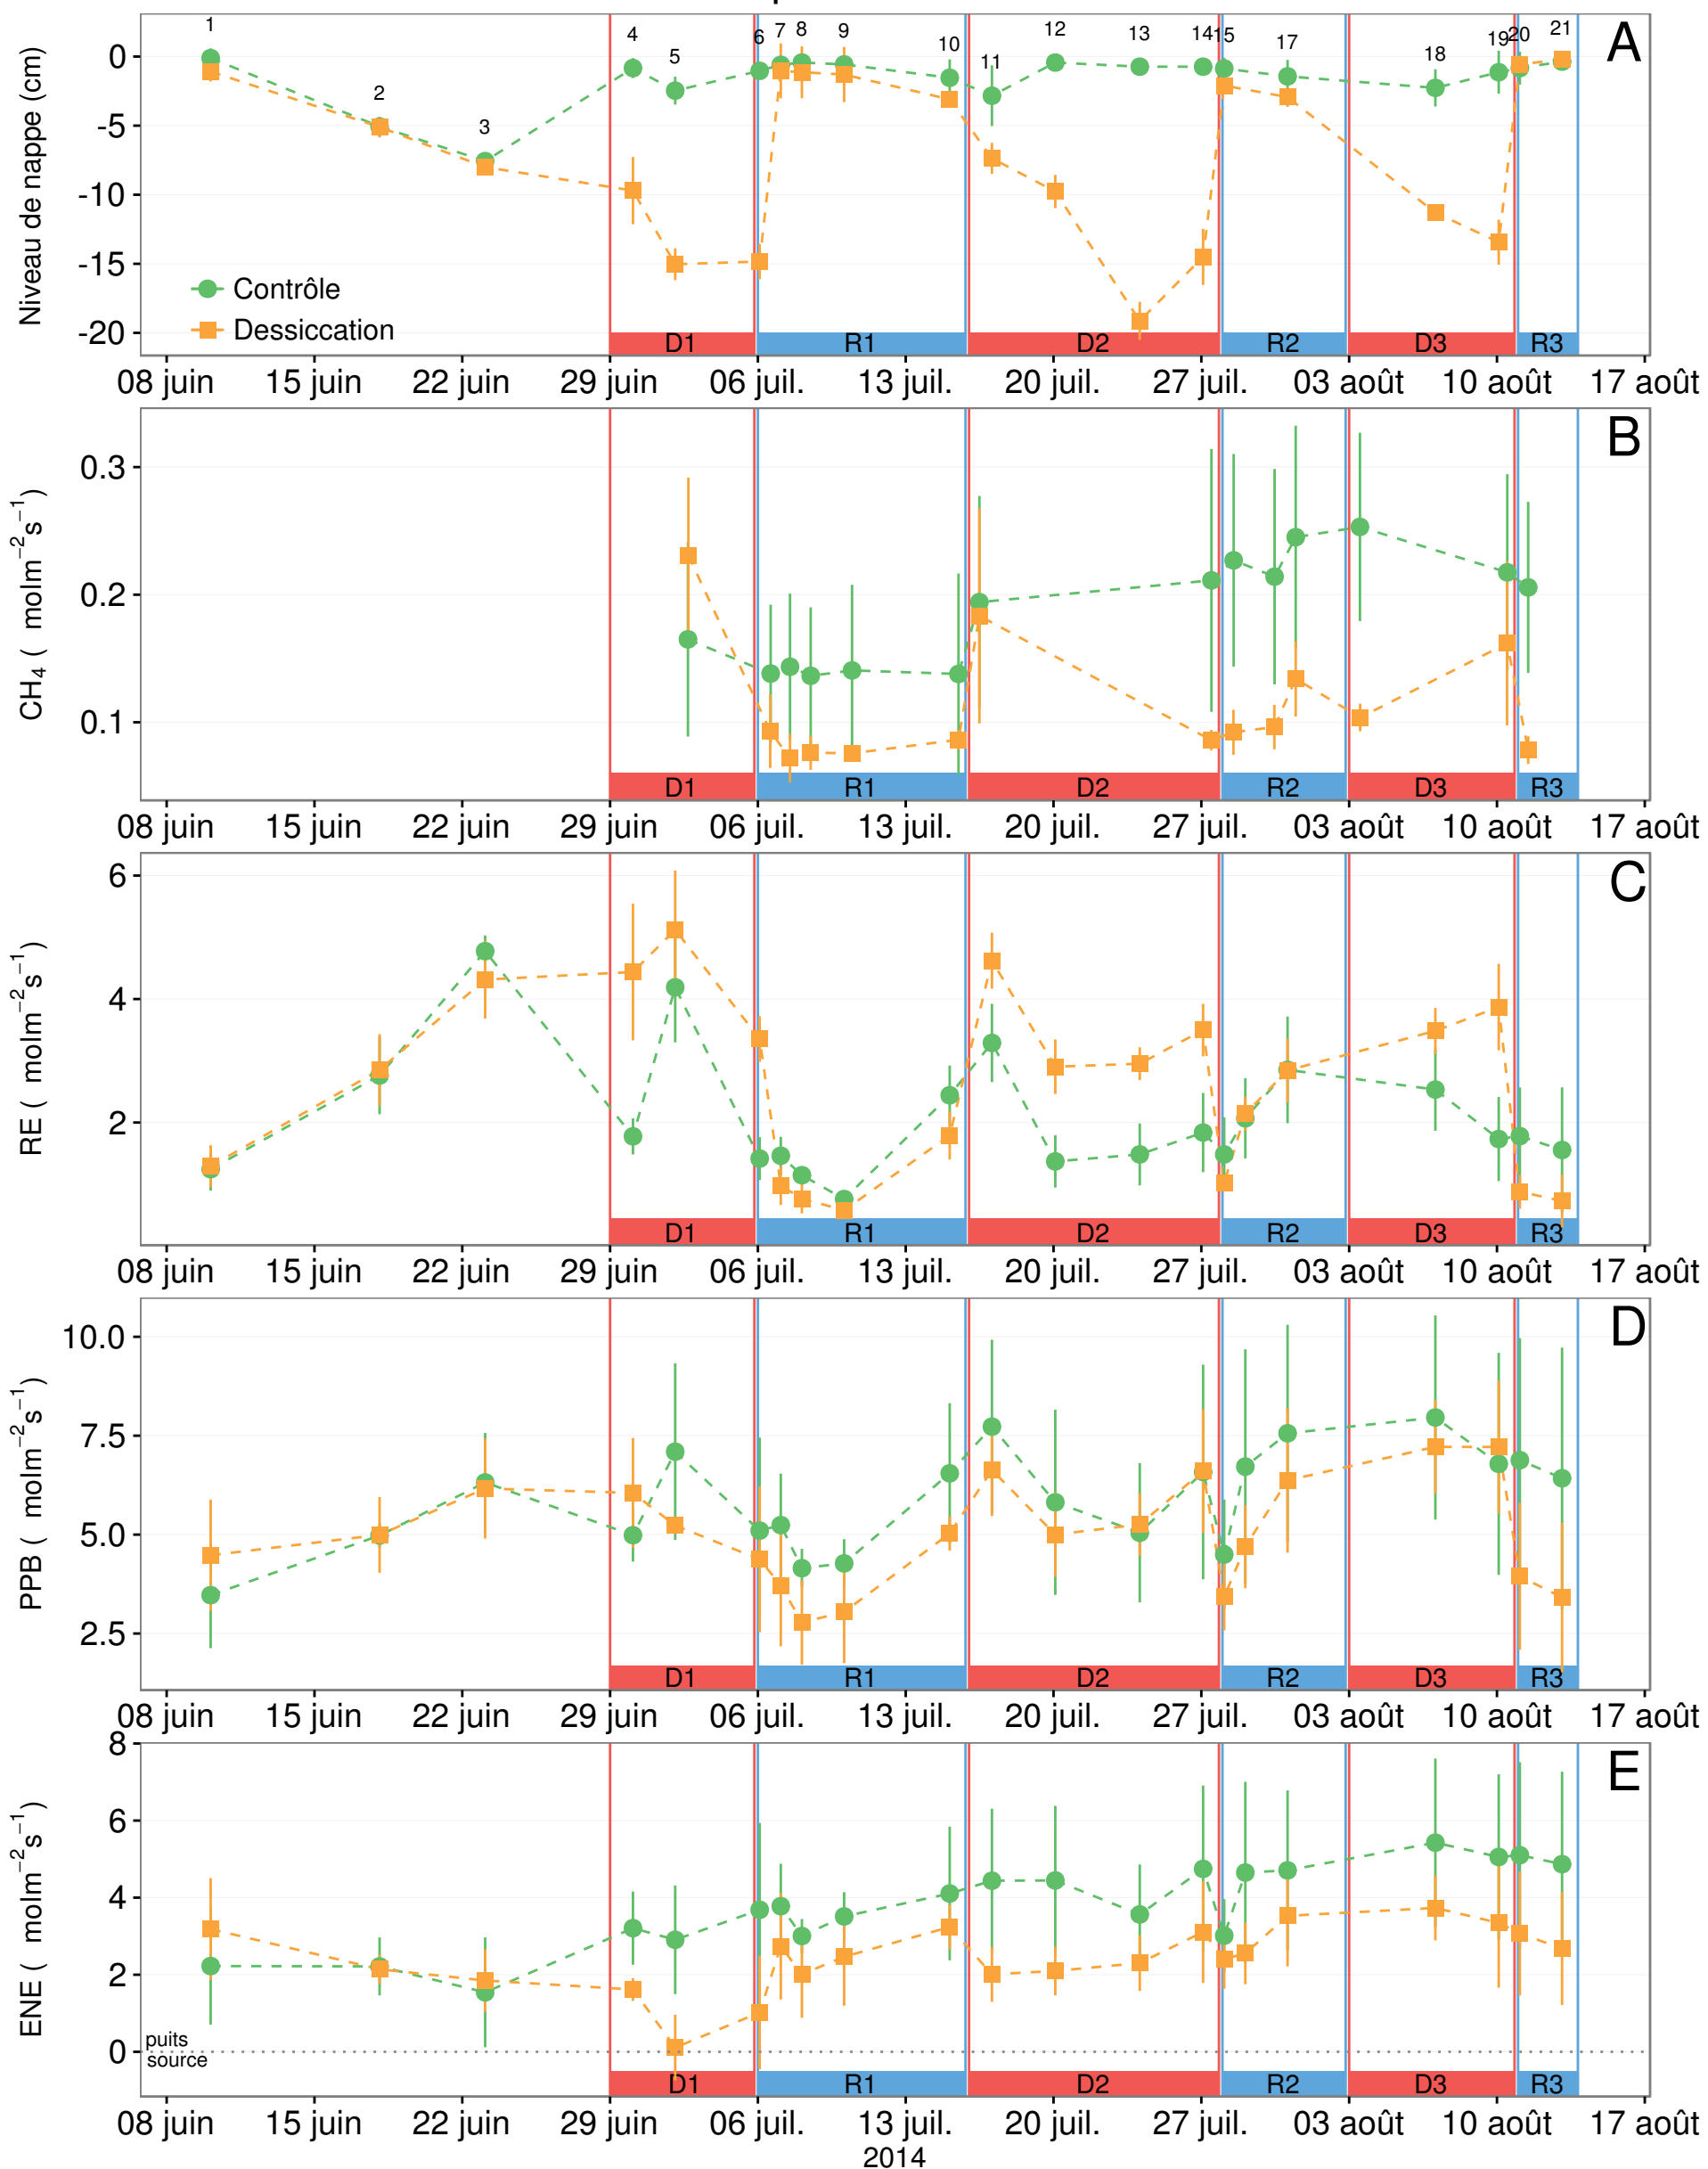 1 2 3 4 5 6 7 8 9 10 11 12 13 14 15 17 18 19 20 21
A
Niveau de nappe (cm)
0
-5
-10
-15
-20
Contrôle
Dessiccation
D1 R1 D2 R2 D3 R3
08 juin 15 juin 22 juin 29 juin 06 juil. 13 juil. 20 juil. 27 juil. 03 août 10 août 17 août
B
CH₄ ( molm⁻²s⁻¹)
0.3
0.2
0.1
D1 R1 D2 R2 D3 R3
08 juin 15 juin 22 juin 29 juin 06 juil. 13 juil. 20 juil. 27 juil. 03 août 10 août 17 août
C
RE ( molm⁻²s⁻¹)
6
4
2
D1 R1 D2 R2 D3 R3
08 juin 15 juin 22 juin 29 juin 06 juil. 13 juil. 20 juil. 27 juil. 03 août 10 août 17 août
D
PPB ( molm⁻²s⁻¹)
10.0
7.5
5.0
2.5
D1 R1 D2 R2 D3 R3
08 juin 15 juin 22 juin 29 juin 06 juil. 13 juil. 20 juil. 27 juil. 03 août 10 août 17 août
E
ENE ( molm⁻²s⁻¹)
8
6
4
2
0
puits
source
D1 R1 D2 R2 D3 R3
08 juin 15 juin 22 juin 29 juin 06 juil. 13 juil. 20 juil. 27 juil. 03 août 10 août 17 août
2014